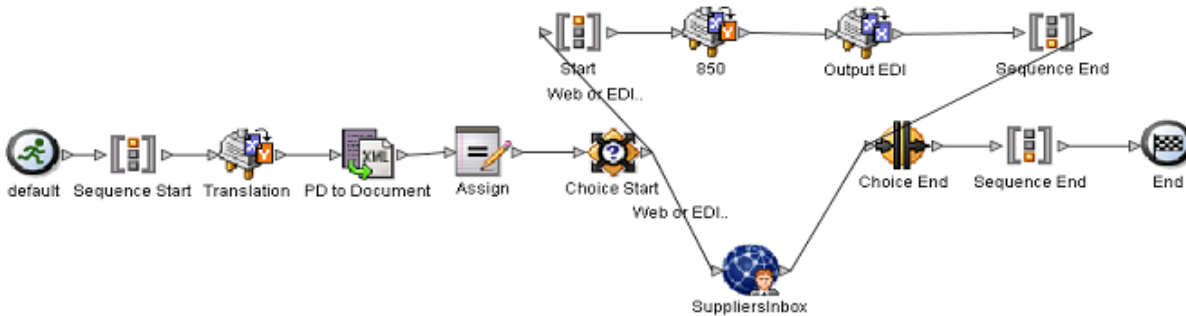 Start
850
Output EDI
Sequence End
Web or EDI..
default
Sequence Start
Translation
XML
PD to Document
Assign
Choice Start
Choice End
Sequence End
End
Web or EDI..
SuppliersInbox